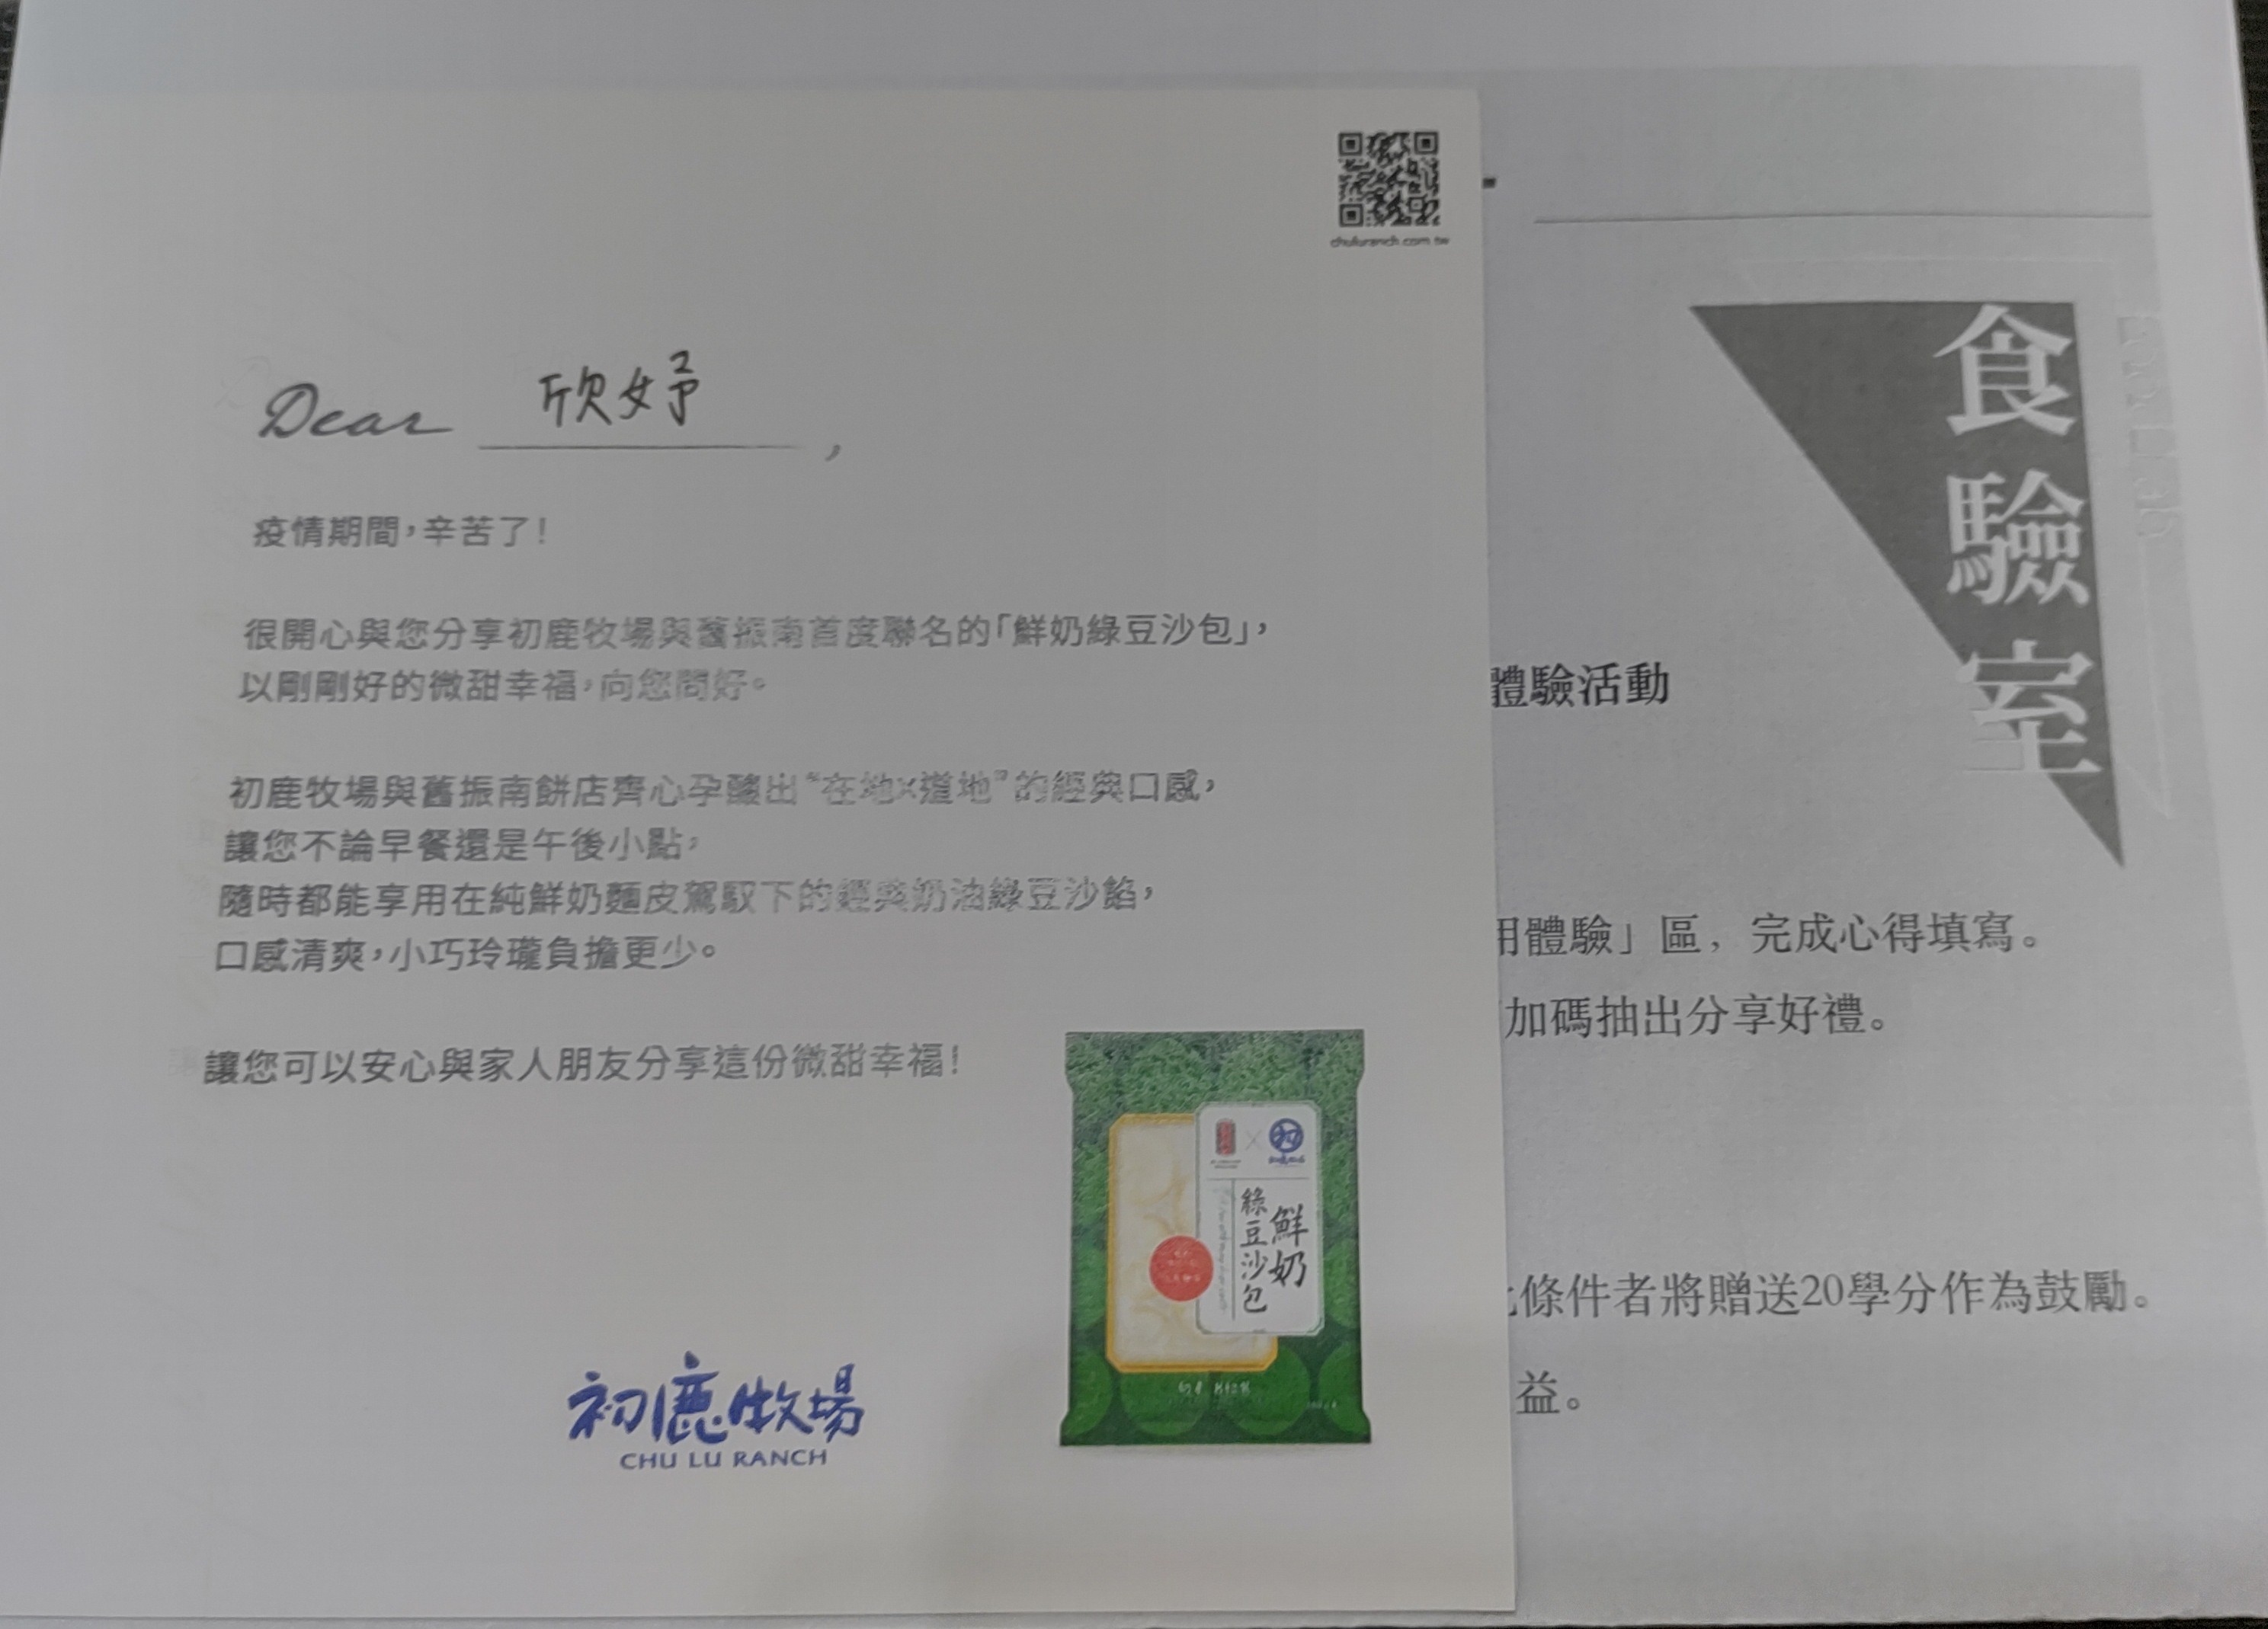 chuluranch.com.tw
Dear 欣妤,
疫情期間,辛苦了!
很開心與您分享初鹿牧場與舊振南首度聯名的「鮮奶綠豆沙包」,
以剛剛好的微甜幸福,向您問好。
初鹿牧場與舊振南餅店齊心孕釀出“在地×道地”的經典口感,
讓您不論早餐還是午後小點,
隨時都能享用在純鮮奶麵皮駕馭下的經典奶油綠豆沙餡,
口感清爽,小巧玲瓏負擔更少。
讓您可以安心與家人朋友分享這份微甜幸福!
鮮奶
綠豆沙包
初鹿牧場
CHU LU RANCH
食驗室
體驗活動
用體驗」區,完成心得填寫。
加碼抽出分享好禮。
條件者將贈送20學分作為鼓勵。
益。